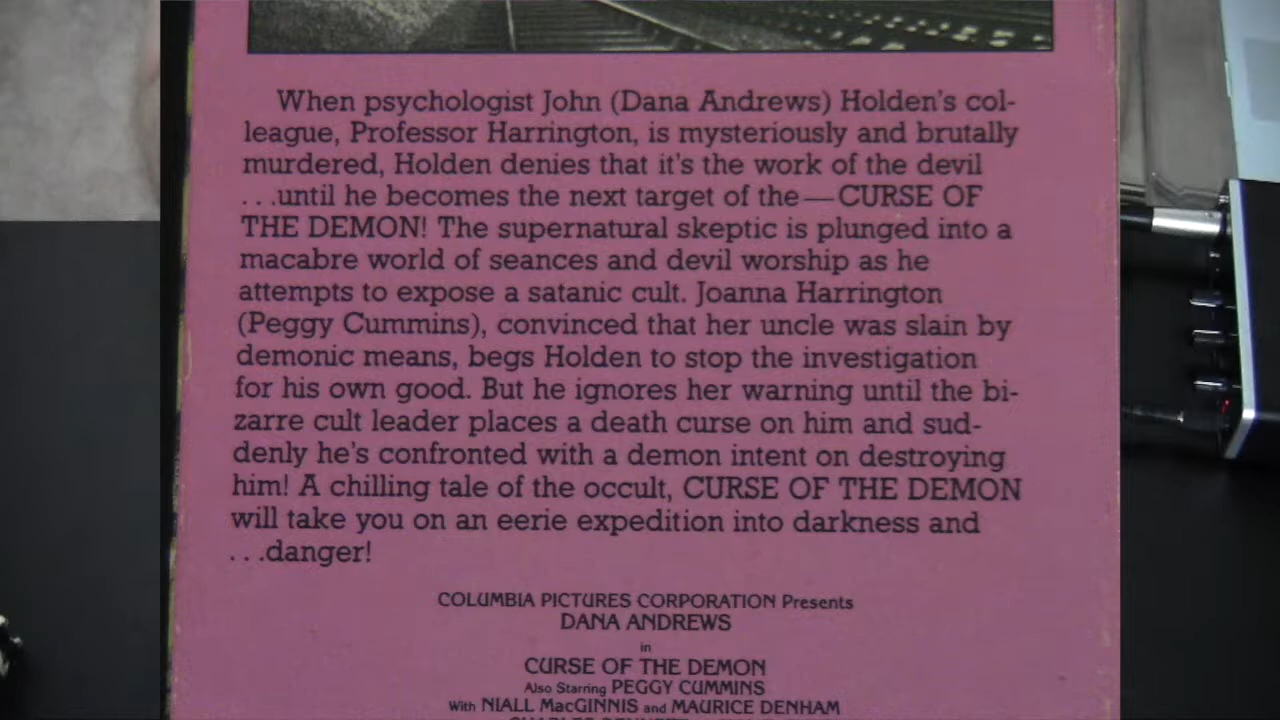 When psychologist John (Dana Andrews) Holden's col-
league, Professor Harrington, is mysteriously and brutally
murdered, Holden denies that it's the work of the devil
...until he becomes the next target of the—CURSE OF
THE DEMON! The supernatural skeptic is plunged into a
macabre world of seances and devil worship as he
attempts to expose a satanic cult. Joanna Harrington
(Peggy Cummins), convinced that her uncle was slain by
demonic means, begs Holden to stop the investigation
for his own good. But he ignores her warning until the bi-
zarre cult leader places a death curse on him and sud-
denly he's confronted with a demon intent on destroying
him! A chilling tale of the occult, CURSE OF THE DEMON
will take you on an eerie expedition into darkness and
...danger!
COLUMBIA PICTURES CORPORATION Presents
DANA ANDREWS
in
CURSE OF THE DEMON
Also Starring PEGGY CUMMINS
With NIALL MacGINNIS and MAURICE DENHAM